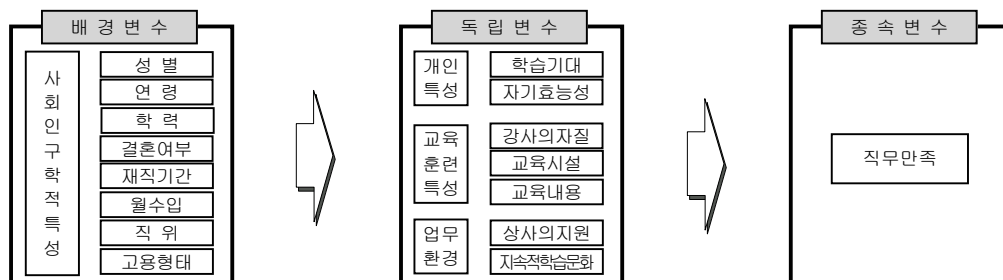 배 경 변 수
사
회
인
구
학
적
특
성
성 별
연 령
학 력
결혼여부
재직기간
월수입
직 위
고용형태
독 립 변 수
개인
특성
학습기대
자기효능성
교육
훈련
특성
강사의자질
교육시설
교육내용
업무
환경
상사의지원
지속적학습문화
종 속 변 수
직무만족